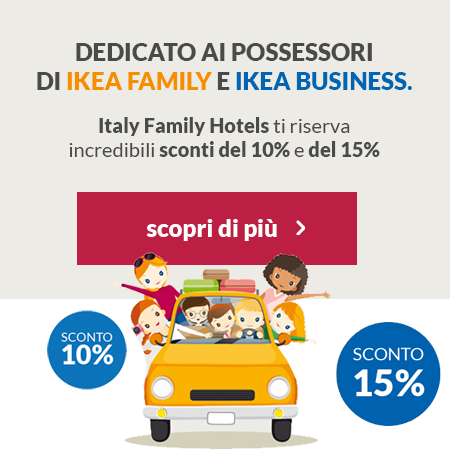 DEDICATO AI POSSESSORI
DI IKEA FAMILY E IKEA BUSINESS.
Italy Family Hotels ti riserva
incredibili sconti del 10% e del 15%
scopri di più >
SCONTO
10%
SCONTO
15%